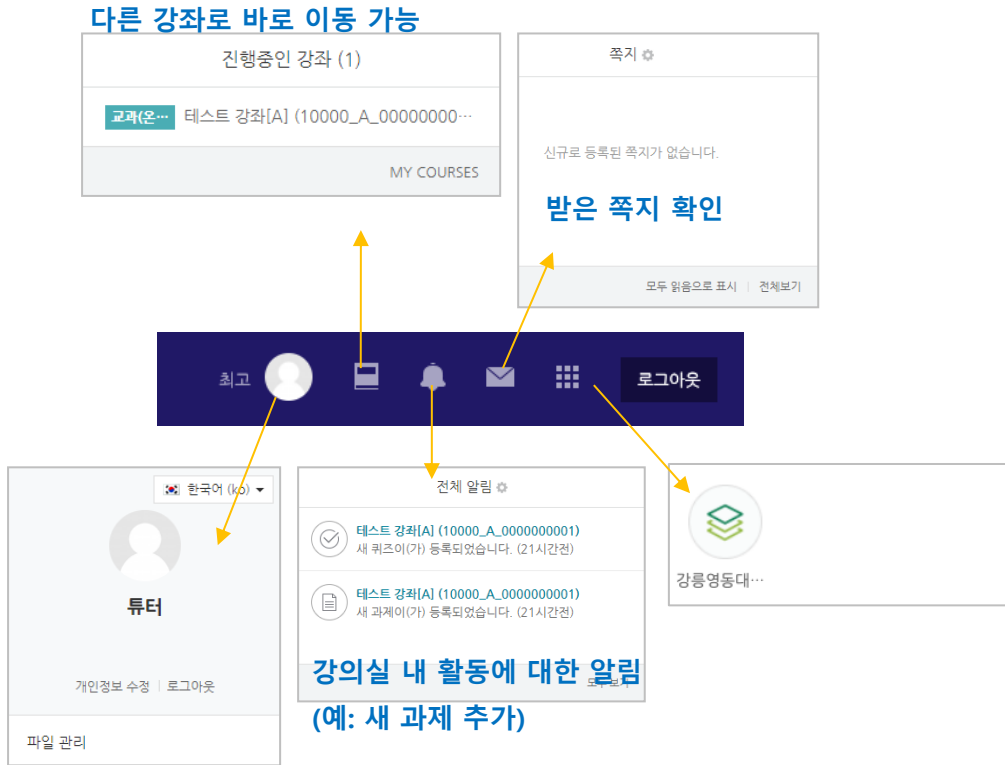 다른 강좌로 바로 이동 가능
진행중인 강좌 (1)
교과(온… 테스트 강좌[A] (10000_A_00000000…
MY COURSES
쪽지
신규로 등록된 쪽지가 없습니다.
받은 쪽지 확인
모두 읽음으로 표시 | 전체보기
최고
로그아웃
한국어 (ko)
튜터
개인정보 수정 | 로그아웃
파일 관리
전체 알림
테스트 강좌[A] (10000_A_0000000001)
새 퀴즈이(가) 등록되었습니다. (21시간전)
테스트 강좌[A] (10000_A_0000000001)
새 과제이(가) 등록되었습니다. (21시간전)
강의실 내 활동에 대한 알림
모두 보기
(예: 새 과제 추가)
강릉영동대…